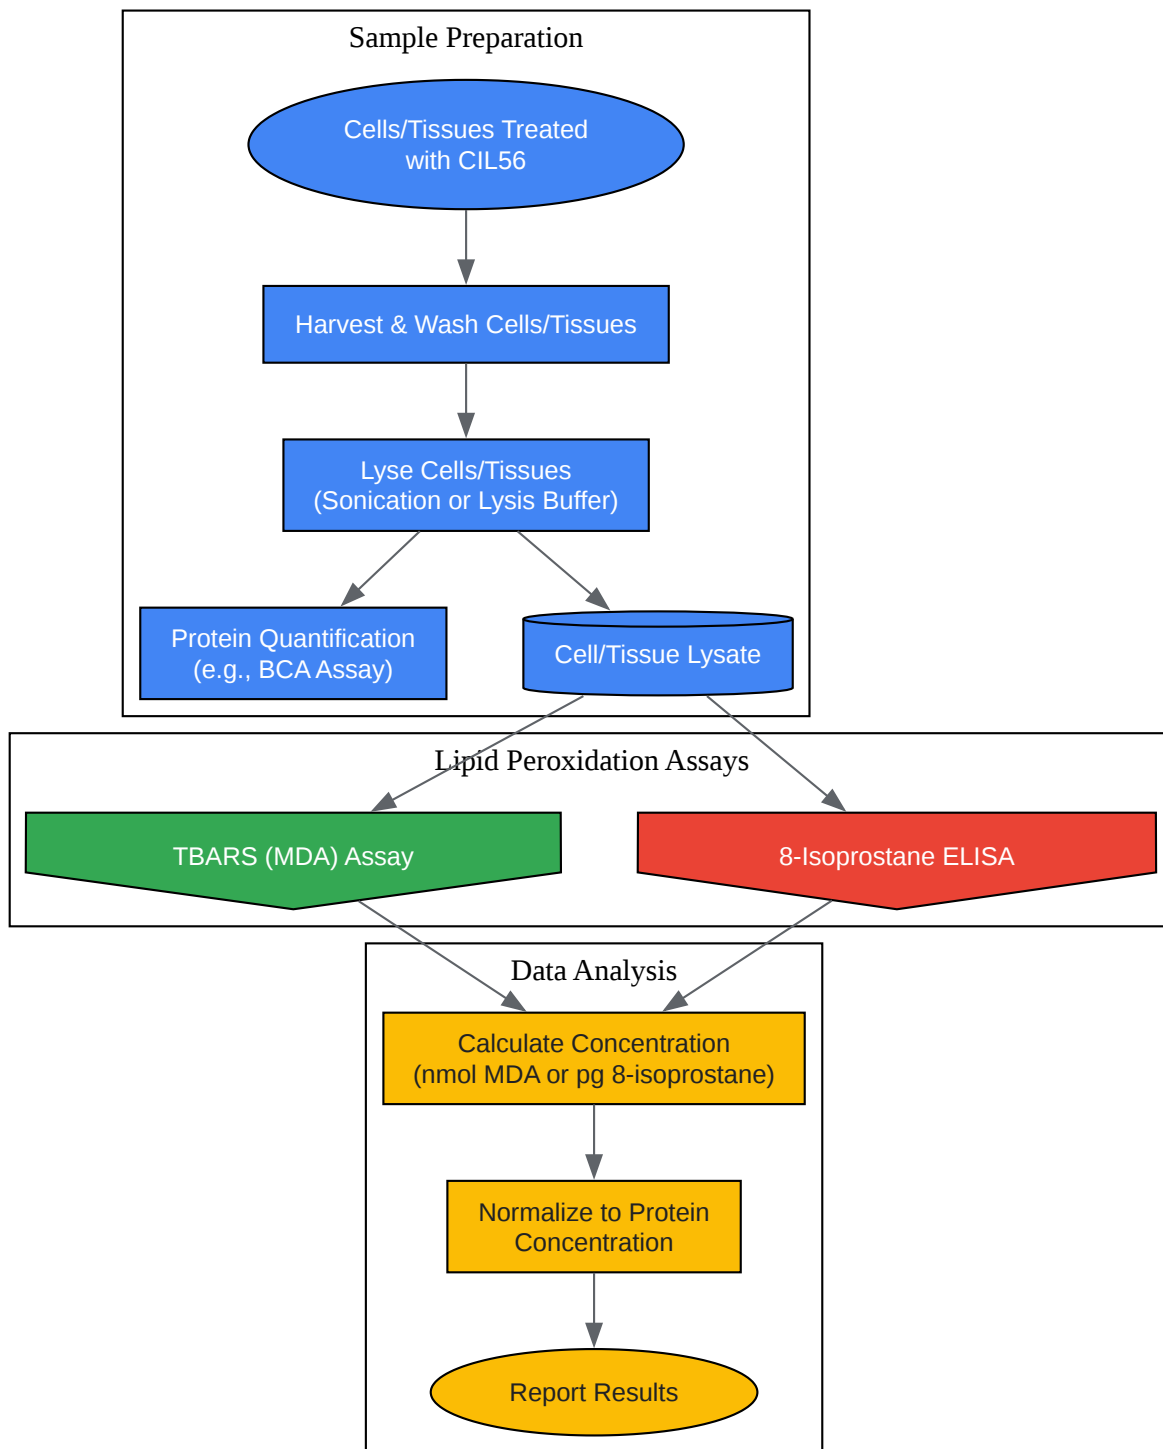 Sample Preparation
Cells/Tissues Treated
with CIL56
Harvest & Wash Cells/Tissues
Lyse Cells/Tissues
(Sonication or Lysis Buffer)
Protein Quantification
(e.g., BCA Assay)
Cell/Tissue Lysate
Lipid Peroxidation Assays
TBARS (MDA) Assay
8-Isoprostane ELISA
Data Analysis
Calculate Concentration
(nmol MDA or pg 8-isoprostane)
Normalize to Protein
Concentration
Report Results